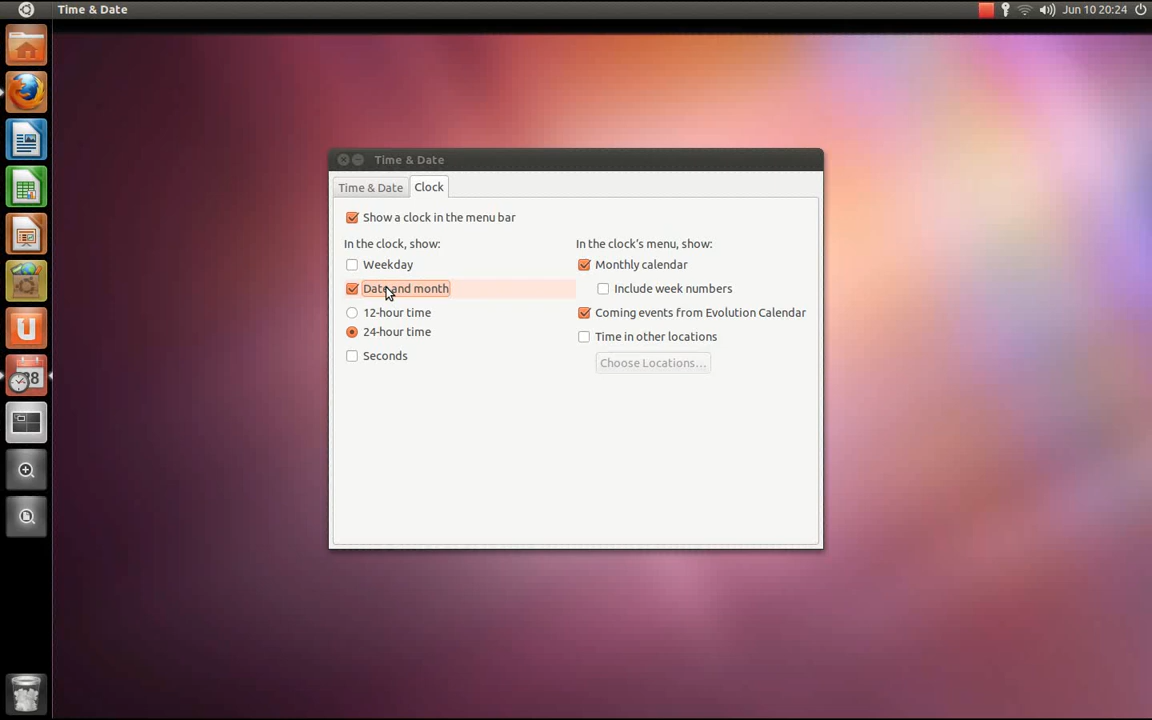 Time & Date
Jun 10 20:24
Time & Date
Time & Date
Clock
Show a clock in the menu bar
In the clock, show:
Weekday
Date and month
12-hour time
24-hour time
Seconds
In the clock's menu, show:
Monthly calendar
Include week numbers
Coming events from Evolution Calendar
Time in other locations
Choose Locations...